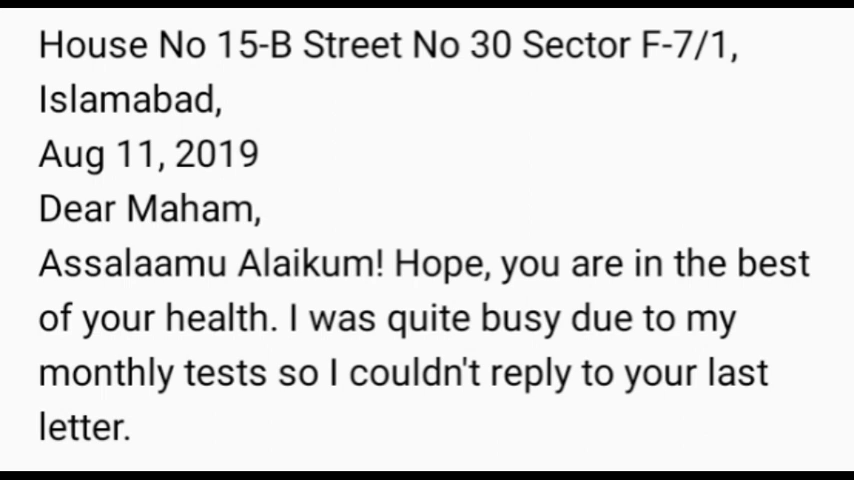 House No 15-B Street No 30 Sector F-7/1,
Islamabad,
Aug 11, 2019
Dear Maham,
Assalaamu Alaikum! Hope, you are in the best
of your health. I was quite busy due to my
monthly tests so I couldn't reply to your last
letter.